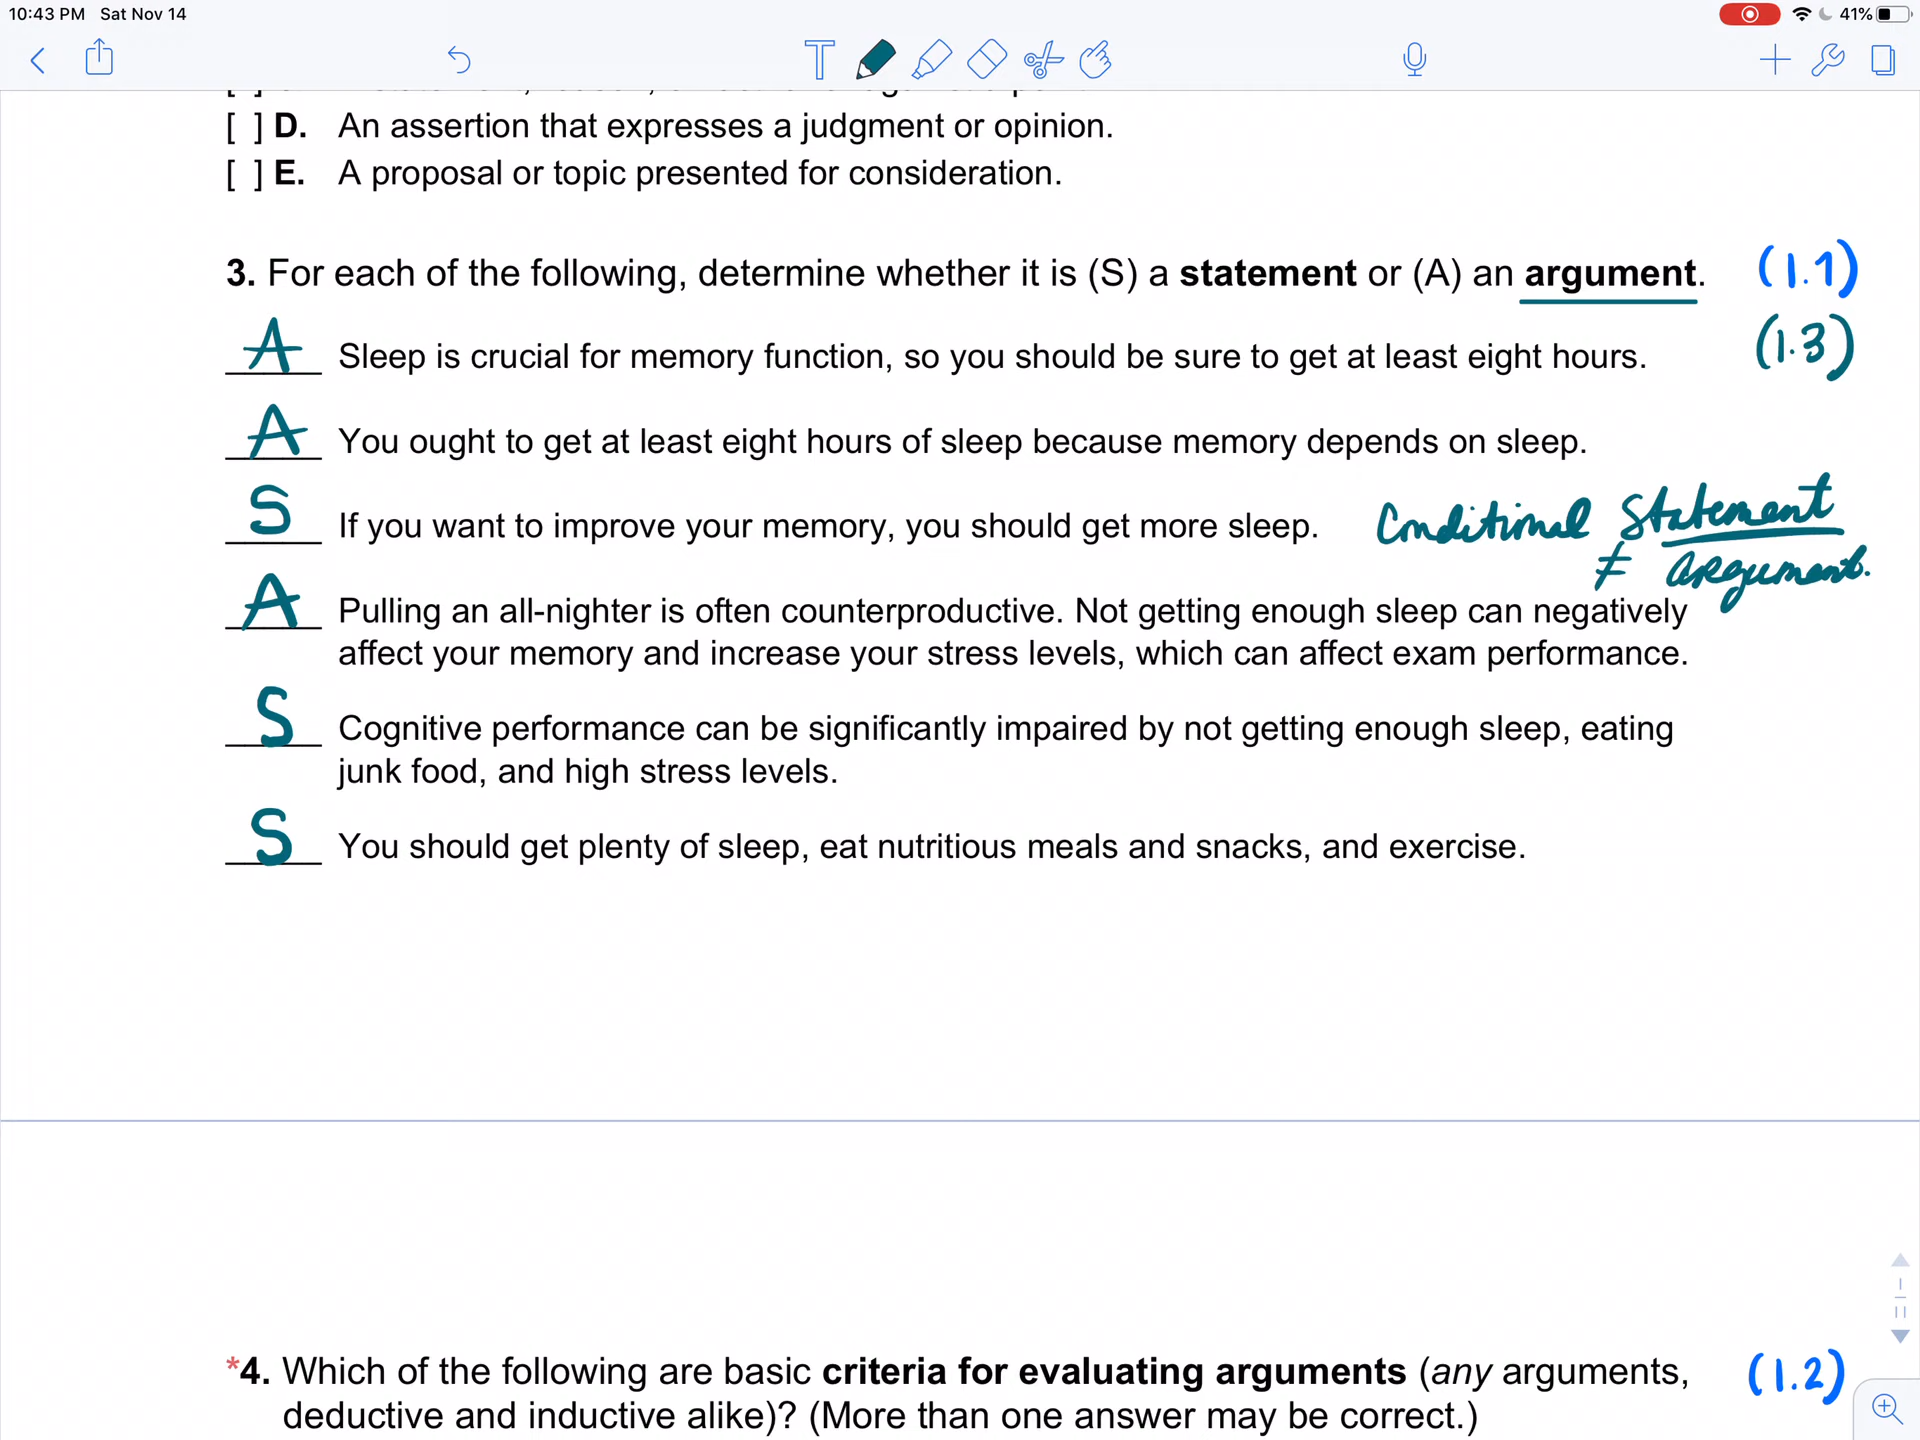 10:43 PM Sat Nov 14
41%
[ ] D. An assertion that expresses a judgment or opinion.
[ ] E. A proposal or topic presented for consideration.
3. For each of the following, determine whether it is (S) a statement or (A) an argument. (1.1)
(1.3)
A Sleep is crucial for memory function, so you should be sure to get at least eight hours.
A You ought to get at least eight hours of sleep because memory depends on sleep.
S If you want to improve your memory, you should get more sleep. Conditional Statement
≠ argument.
A Pulling an all-nighter is often counterproductive. Not getting enough sleep can negatively
affect your memory and increase your stress levels, which can affect exam performance.
S Cognitive performance can be significantly impaired by not getting enough sleep, eating
junk food, and high stress levels.
S You should get plenty of sleep, eat nutritious meals and snacks, and exercise.
*4. Which of the following are basic criteria for evaluating arguments (any arguments, (1.2)
deductive and inductive alike)? (More than one answer may be correct.)